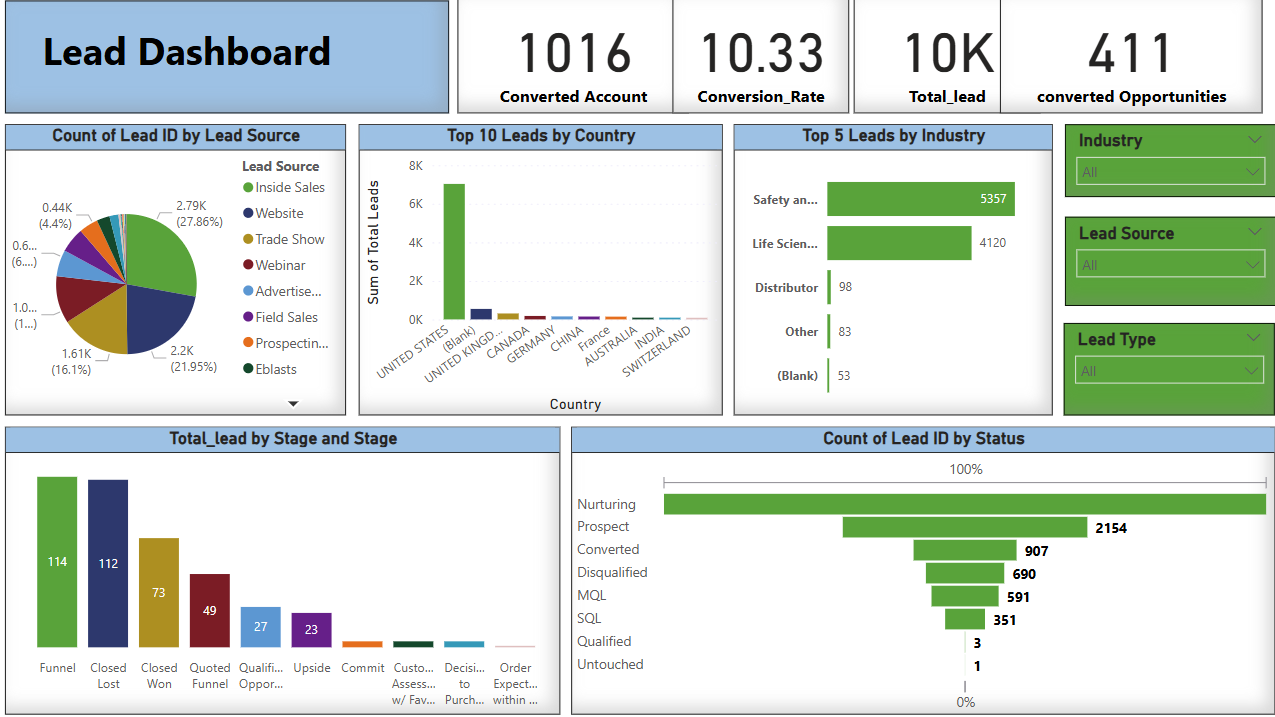 Lead Dashboard
1016
Converted Account
10.33
Conversion_Rate
10K
Total_lead
411
converted Opportunities
Count of Lead ID by Lead Source
Lead Source
Inside Sales
Website
Trade Show
Webinar
Advertise...
Field Sales
Prospectin...
Eblasts
2.79K
(27.86%)
2.2K
(21.95%)
1.61K
(16.1%)
1.0...
(1...)
0.6...
(6....)
0.44K
(4.4%)
Top 10 Leads by Country
Sum of Total Leads
8K
6K
4K
2K
0K
UNITED STATES
(Blank)
UNITED KINGD...
CANADA
GERMANY
CHINA
France
AUSTRALIA
INDIA
SWITZERLAND
Country
Top 5 Leads by Industry
Safety an... 5357
Life Scien... 4120
Distributor 98
Other 83
(Blank) 53
Industry
All
Lead Source
All
Lead Type
All
Total_lead by Stage and Stage
114
112
73
49
27
23
Funnel
Closed
Lost
Closed
Won
Quoted
Funnel
Qualifi...
Oppor...
Upside
Commit
Custo...
Assess...
w/ Fav...
Decisi...
to
Purch...
Order
Expect...
within ...
Count of Lead ID by Status
100%
Nurturing
Prospect 2154
Converted 907
Disqualified 690
MQL 591
SQL 351
Qualified 3
Untouched 1
0%